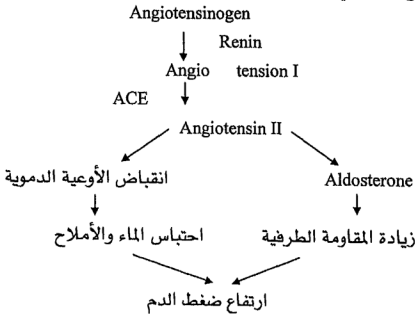 Angiotensinogen
Renin
Angio tension I
ACE
Angiotensin II
انقباض الأوعية الدموية Aldosterone
احتباس الماء والأملاح زيادة المقاومة الطرفية
ارتفاع ضغط الدم